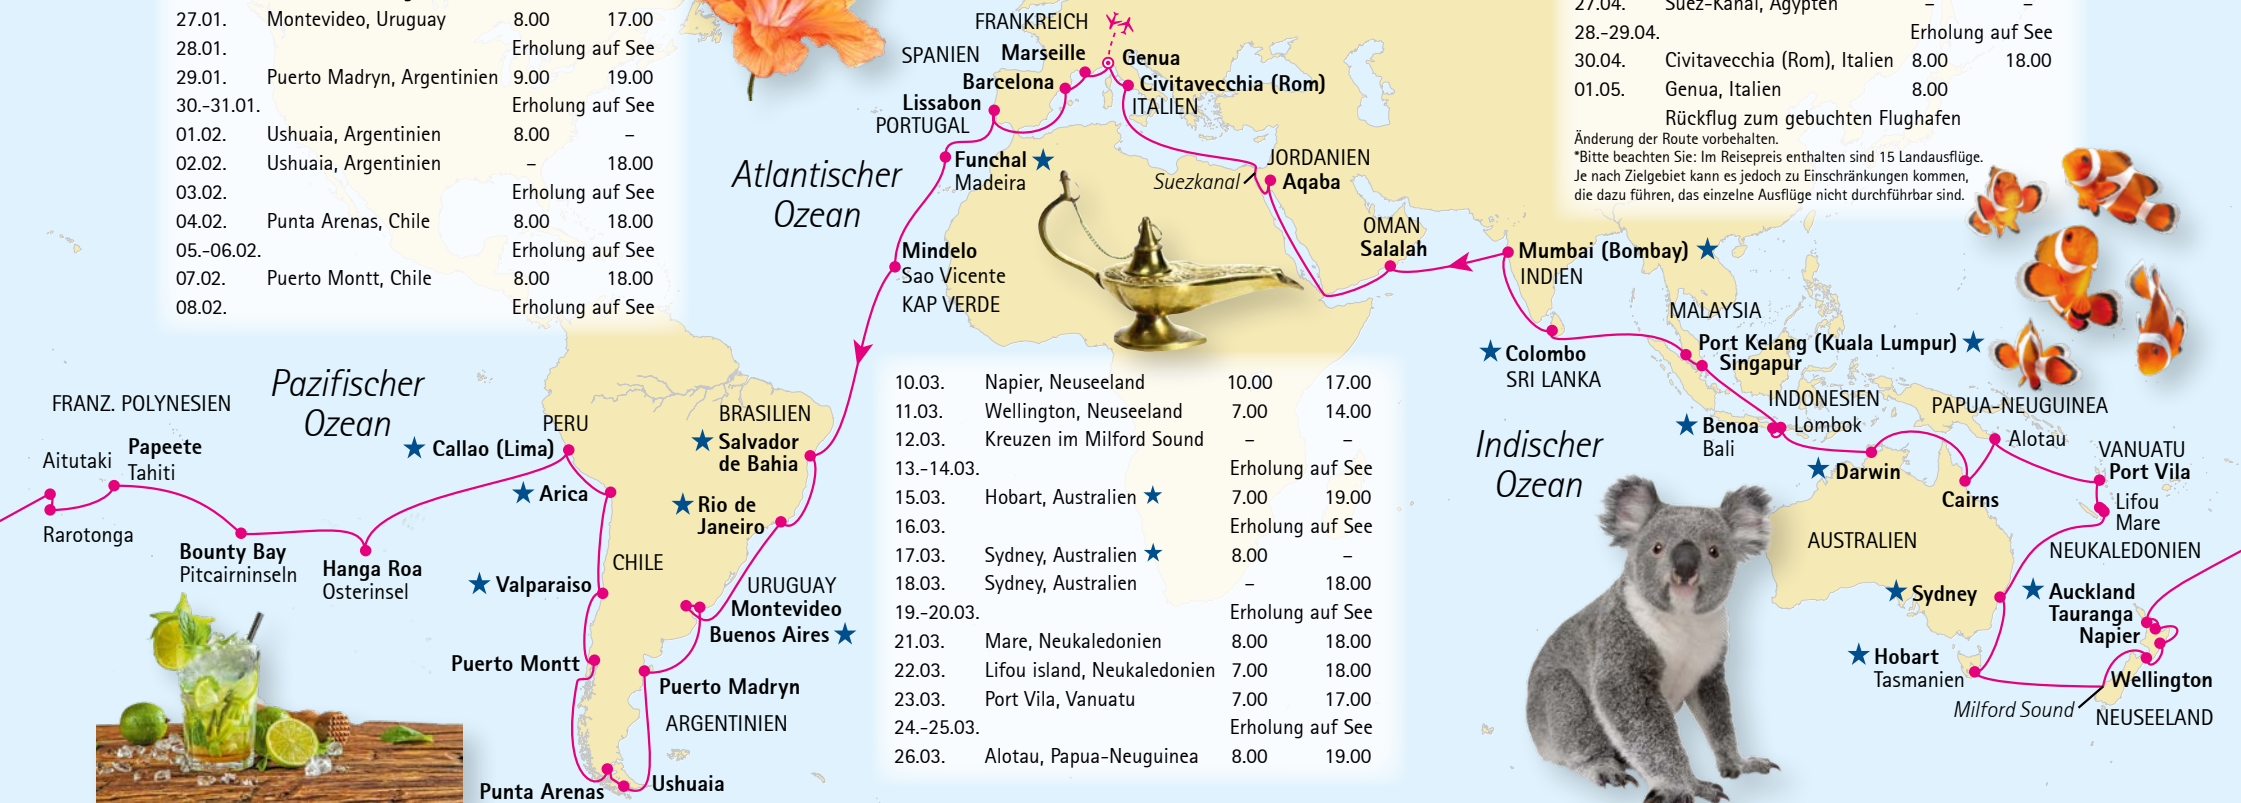 27.01. Montevideo, Uruguay 8.00 17.00
28.01. Erholung auf See
29.01. Puerto Madryn, Argentinien 9.00 19.00
30.-31.01. Erholung auf See
01.02. Ushuaia, Argentinien 8.00 –
02.02. Ushuaia, Argentinien – 18.00
03.02. Erholung auf See
04.02. Punta Arenas, Chile 8.00 18.00
05.-06.02. Erholung auf See
07.02. Puerto Montt, Chile 8.00 18.00
08.02. Erholung auf See
27.04. Suez-Kanal, Ägypten – –
28.-29.04. Erholung auf See
30.04. Civitavecchia (Rom), Italien 8.00 18.00
01.05. Genua, Italien 8.00
Rückflug zum gebuchten Flughafen
Änderung der Route vorbehalten.
*Bitte beachten Sie: Im Reisepreis enthalten sind 15 Landausflüge.
Je nach Zielgebiet kann es jedoch zu Einschränkungen kommen,
die dazu führen, das einzelne Ausflüge nicht durchführbar sind.
FRANKREICH
SPANIEN
Marseille
Genua
Barcelona
Civitavecchia (Rom)
ITALIEN
Lissabon
PORTUGAL
Atlantischer
Ozean
Funchal
Madeira
JORDANIEN
Suezkanal
Aqaba
OMAN
Salalah
Mumbai (Bombay)
INDIEN
Mindelo
Sao Vicente
KAP VERDE
MALAYSIA
Port Kelang (Kuala Lumpur)
Singapur
Colombo
SRI LANKA
INDONESIEN
Lombok
Benoa
Bali
PAPUA-NEUGUINEA
Alotau
Indischer
Ozean
Darwin
Cairns
VANUATU
Port Vila
Lifou
Mare
NEUKALEDONIEN
AUSTRALIEN
Sydney
Auckland
Tauranga
Napier
Hobart
Tasmanien
Wellington
Milford Sound
NEUSEELAND
Pazifischer
Ozean
FRANZ. POLYNESIEN
Papeete
Tahiti
Aitutaki
Rarotonga
Bounty Bay
Pitcairninseln
Hanga Roa
Osterinsel
PERU
Callao (Lima)
Arica
BRASILIEN
Salvador
de Bahia
Rio de
Janeiro
CHILE
Valparaiso
URUGUAY
Montevideo
Buenos Aires
Puerto Montt
Puerto Madryn
ARGENTINIEN
Punta Arenas
Ushuaia
10.03. Napier, Neuseeland 10.00 17.00
11.03. Wellington, Neuseeland 7.00 14.00
12.03. Kreuzen im Milford Sound – –
13.-14.03. Erholung auf See
15.03. Hobart, Australien 7.00 19.00
16.03. Erholung auf See
17.03. Sydney, Australien 8.00 –
18.03. Sydney, Australien – 18.00
19.-20.03. Erholung auf See
21.03. Mare, Neukaledonien 8.00 18.00
22.03. Lifou island, Neukaledonien 7.00 18.00
23.03. Port Vila, Vanuatu 7.00 17.00
24.-25.03. Erholung auf See
26.03. Alotau, Papua-Neuguinea 8.00 19.00